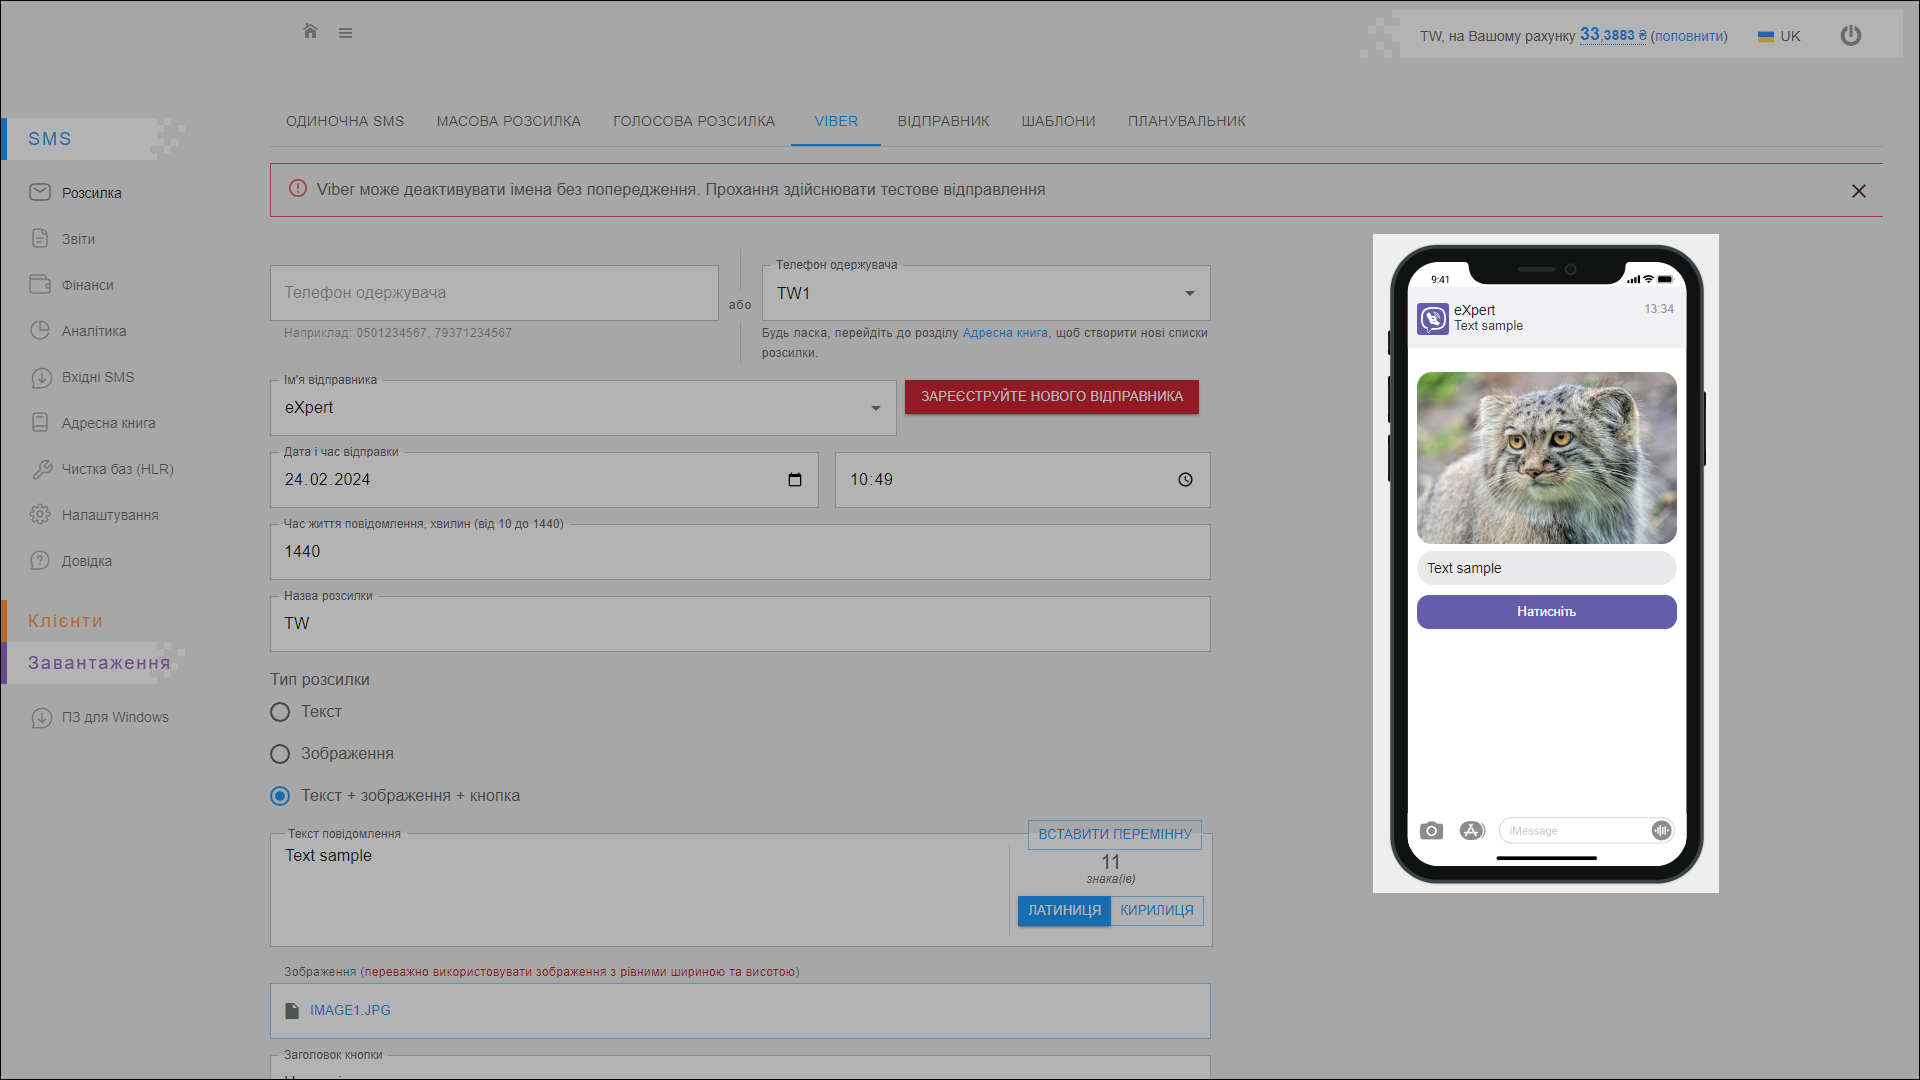 TW, на Вашому рахунку 33,3883 ₴ (поповнити)
UK
ОДИНОЧНА SMS
МАСОВА РОЗСИЛКА
ГОЛОСОВА РОЗСИЛКА
VIBER
ВІДПРАВНИК
ШАБЛОНИ
ПЛАНУВАЛЬНИК
SMS
Розсилка
Звіти
Фінанси
Аналітика
Вхідні SMS
Адресна книга
Чистка баз (HLR)
Налаштування
Довідка
Клієнти
Завантаження
ПЗ для Windows
Viber може деактивувати імена без попередження. Прохання здійснювати тестове відправлення
Телефон одержувача
Наприклад: 0501234567, 79371234567
або
Телефон одержувача
TW1
Будь ласка, перейдіть до розділу Адресна книга, щоб створити нові списки
розсилки.
Ім'я відправника
eXpert
ЗАРЕЄСТРУЙТЕ НОВОГО ВІДПРАВНИКА
Дата і час відправки
24.02.2024
10:49
Час життя повідомлення, хвилин (від 10 до 1440)
1440
Назва розсилки
TW
Тип розсилки
Текст
Зображення
Текст + зображення + кнопка
Текст повідомлення
Text sample
ВСТАВИТИ ПЕРЕМІННУ
11
знака(ів)
ЛАТИНИЦЯ
КИРИЛИЦЯ
Зображення (переважно використовувати зображення з рівними шириною та висотою)
IMAGE1.JPG
Заголовок кнопки
9:41
eXpert
13:34
Text sample
Text sample
Натисніть
iMessage